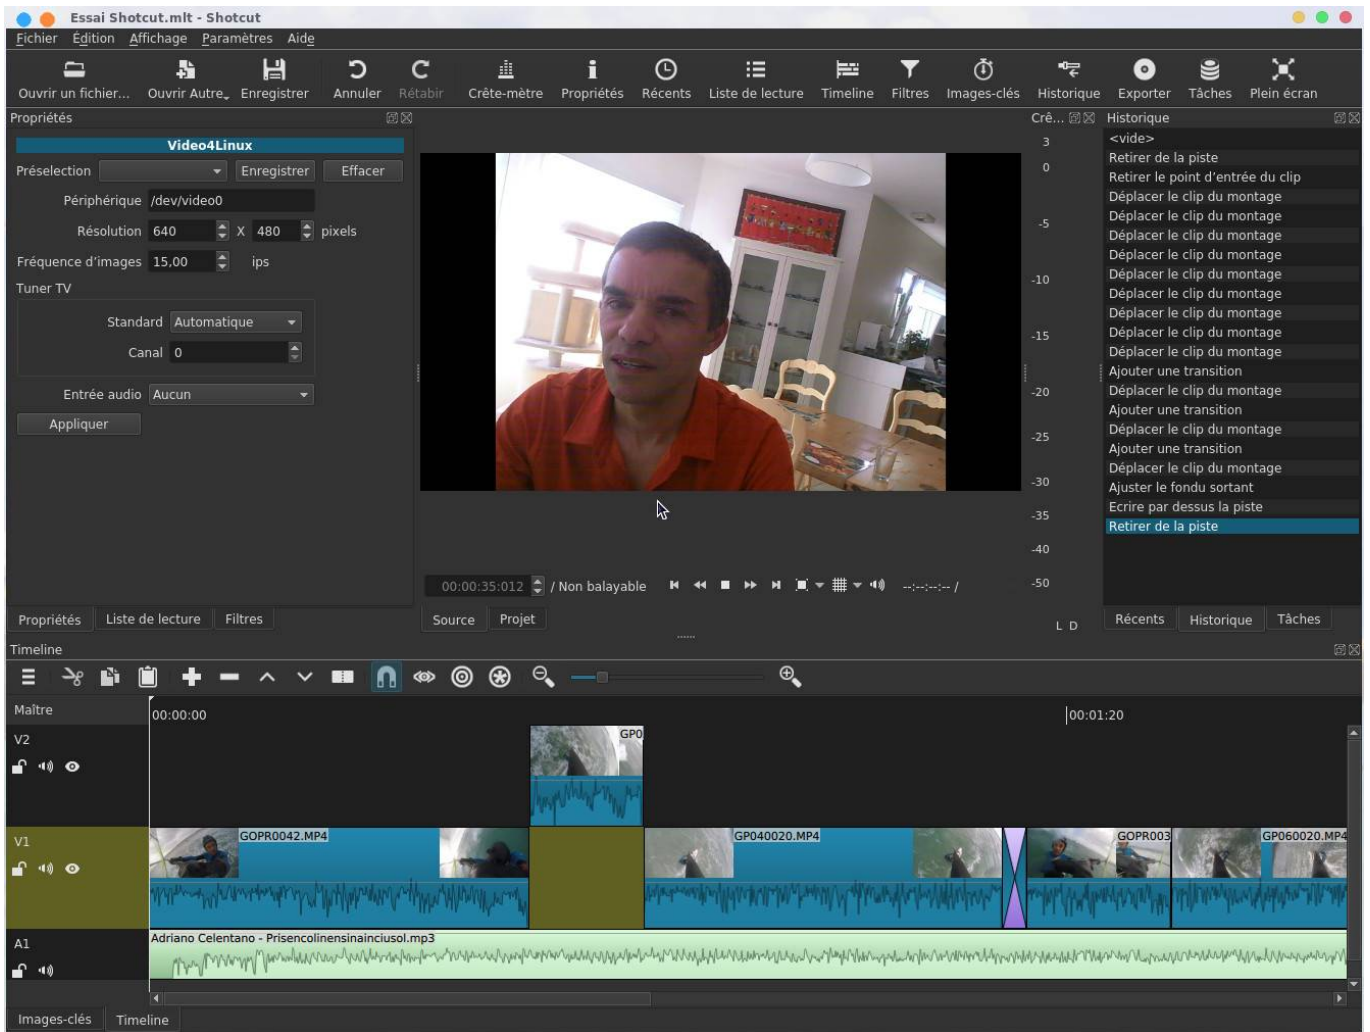 Essai Shotcut.mlt - Shotcut
Fichier Édition Affichage Paramètres Aide
Ouvrir un fichier... Ouvrir Autre Enregistrer Annuler Rétablir Crête-mètre Propriétés Récents Liste de lecture Timeline Filtres Images-clés Historique Exporter Tâches Plein écran
Propriétés
Video4Linux
Préselection Enregistrer Effacer
Périphérique /dev/video0
Résolution 640 X 480 pixels
Fréquence d'images 15,00 ips
Tuner TV
Standard Automatique
Canal 0
Entrée audio Aucun
Appliquer
Propriétés Liste de lecture Filtres
00:00:35:012 / Non balayable --:--:--:-- /
Source Projet
Crê...
3
0
-5
-10
-15
-20
-25
-30
-35
-40
-50
L D
Historique
<vide>
Retirer de la piste
Retirer le point d'entrée du clip
Déplacer le clip du montage
Déplacer le clip du montage
Déplacer le clip du montage
Déplacer le clip du montage
Déplacer le clip du montage
Déplacer le clip du montage
Déplacer le clip du montage
Déplacer le clip du montage
Déplacer le clip du montage
Ajouter une transition
Déplacer le clip du montage
Ajouter une transition
Déplacer le clip du montage
Ajouter une transition
Déplacer le clip du montage
Ajuster le fondu sortant
Ecrire par dessus la piste
Retirer de la piste
Récents Historique Tâches
Timeline
Maître 00:00:00 00:01:20
V2 GP0
V1 GOPR0042.MP4 GP040020.MP4 GOPR003 GP060020.MP4
A1 Adriano Celentano - Prisencolinensinainciusol.mp3
Images-clés Timeline